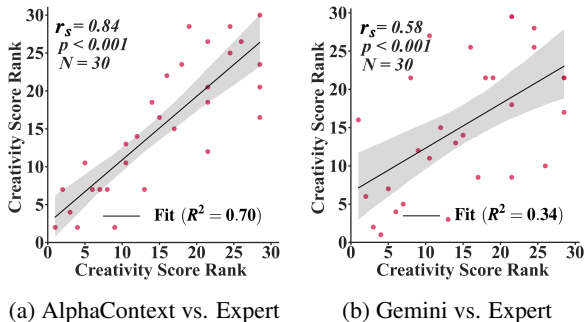 30
25
20
15
10
5
0
Creativity Score Rank
r_s = 0.84
p < 0.001
N = 30
Fit (R² = 0.70)
0 5 10 15 20 25 30
Creativity Score Rank
(a) AlphaContext vs. Expert
30
25
20
15
10
5
0
Creativity Score Rank
r_s = 0.58
p < 0.001
N = 30
Fit (R² = 0.34)
0 5 10 15 20 25 30
Creativity Score Rank
(b) Gemini vs. Expert